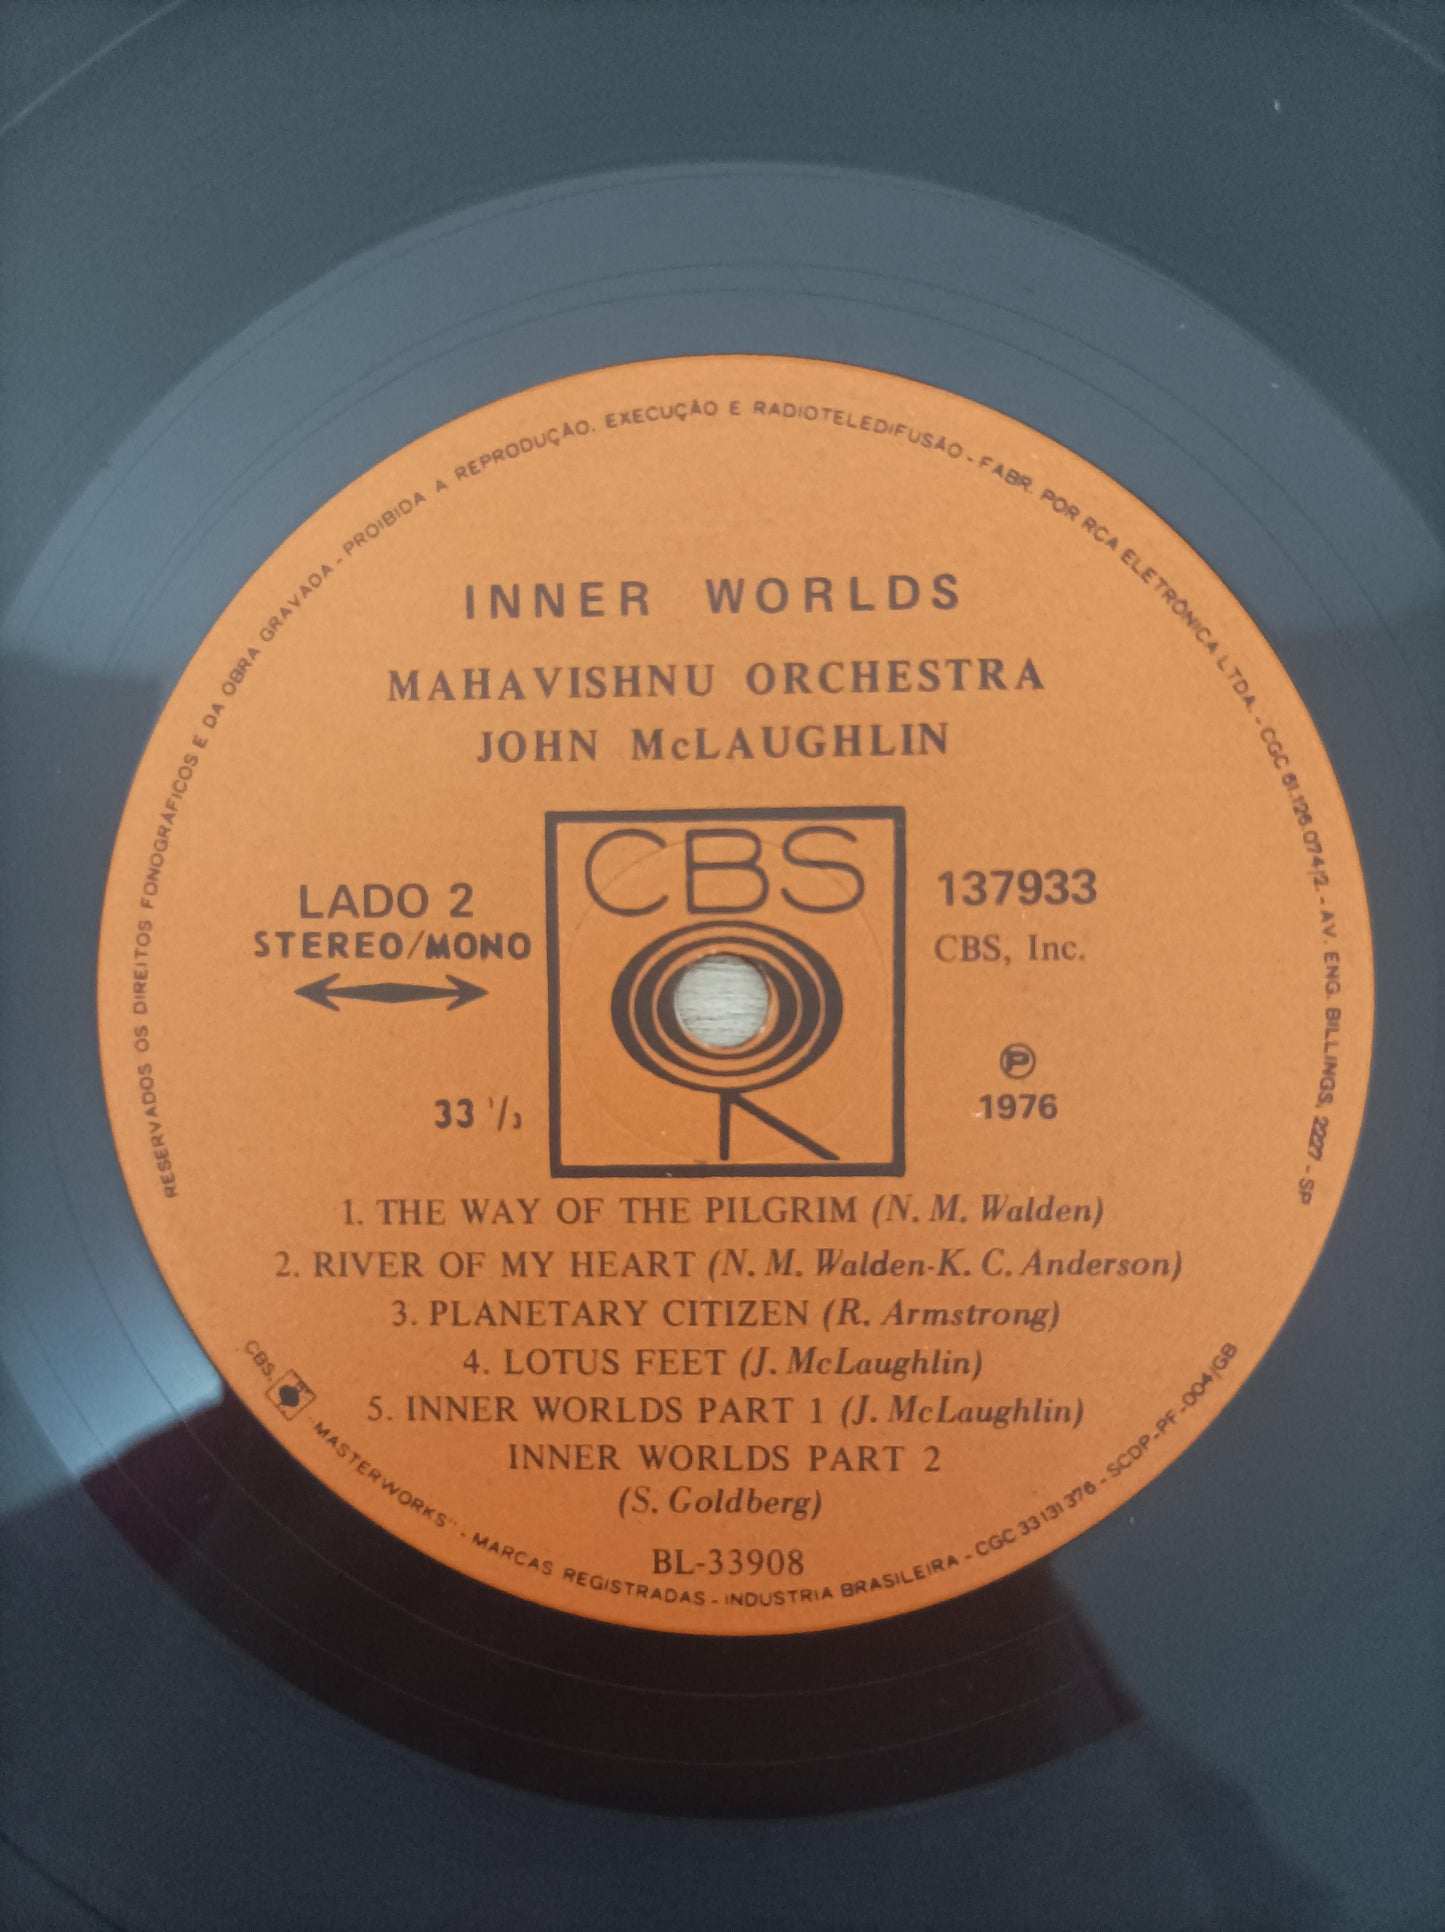 RESERVADOS OS DIREITOS FONOGRÁFICOS E DA OBRA GRAVADA - PROIBIDA A REPRODUÇÃO, EXECUÇÃO E RADIOTELEDIFUSÃO - FABR. POR RCA ELETRÔNICA LTDA. - CGC 61.126.074/2 - AV. ENG. BILLINGS, 2227 - SP
INNER WORLDS
MAHAVISHNU ORCHESTRA
JOHN McLAUGHLIN
CBS
LADO 2
STEREO/MONO
33 1/3
137933
CBS, Inc.
℗
1976
1. THE WAY OF THE PILGRIM (N. M. Walden)
2. RIVER OF MY HEART (N. M. Walden-K. C. Anderson)
3. PLANETARY CITIZEN (R. Armstrong)
4. LOTUS FEET (J. McLaughlin)
5. INNER WORLDS PART 1 (J. McLaughlin)
INNER WORLDS PART 2
(S. Goldberg)
BL-33908
CBS, "MASTERWORKS" - MARCAS REGISTRADAS - INDUSTRIA BRASILEIRA - CGC 33131376 - SCDP-PF-004/GB